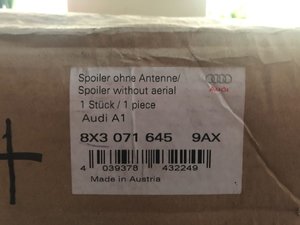 Spoiler ohne Antenne/
Spoiler without aerial
1 Stück / 1 piece
Audi A1
Audi
8X3 071 645 9AX
4 039378 432249
Made in Austria